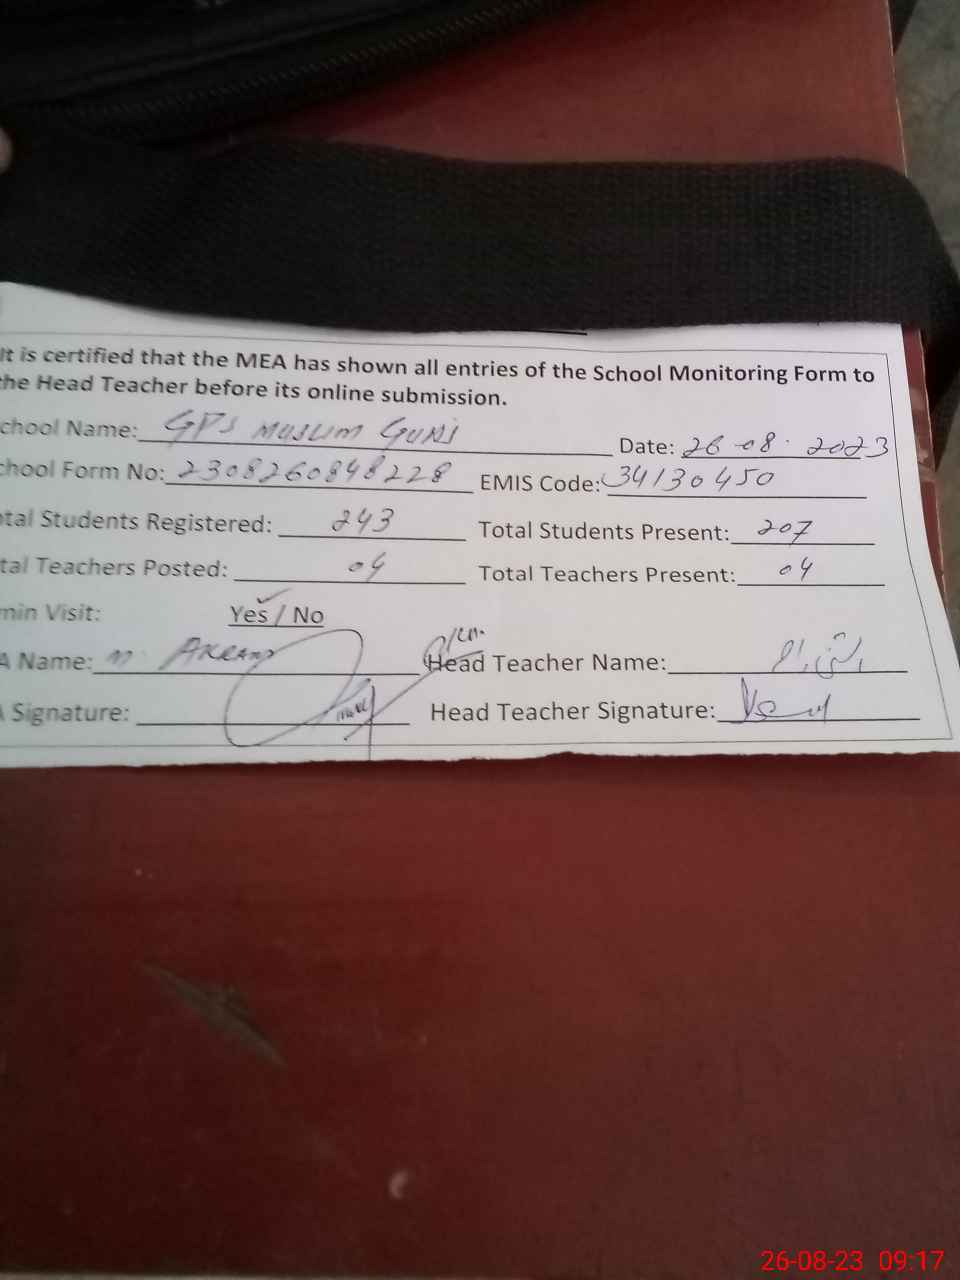 It is certified that the MEA has shown all entries of the School Monitoring Form to
the Head Teacher before its online submission.
chool Name: GPS MUSLIM GUNJ Date: 26-08-2023
chool Form No: 2308260848228 EMIS Code: 34130450
otal Students Registered: 243 Total Students Present: 207
tal Teachers Posted: 04 Total Teachers Present: 04
min Visit: Yes / No
A Name: M. AKRAM Head Teacher Name:
A Signature: Head Teacher Signature:
26-08-23 09:17